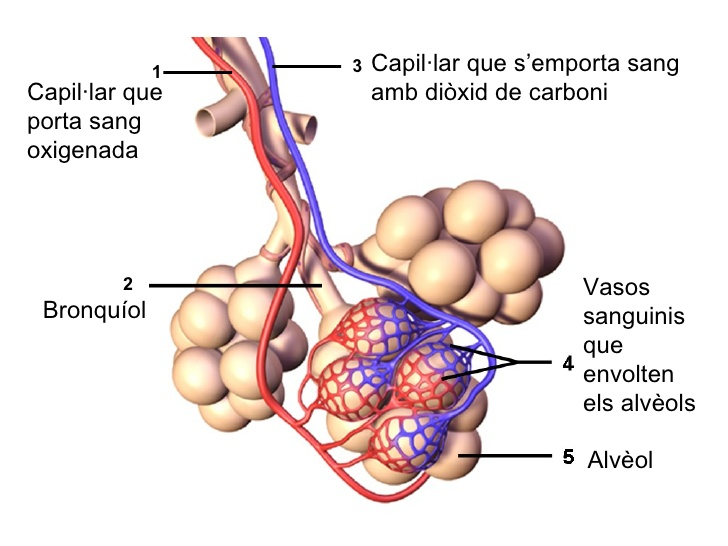 1
Capil·lar que
porta sang
oxigenada
3 Capil·lar que s’emporta sang
amb diòxid de carboni
2
Bronquíol
4
Vasos
sanguinis
que
envolten
els alvèols
5 Alvèol